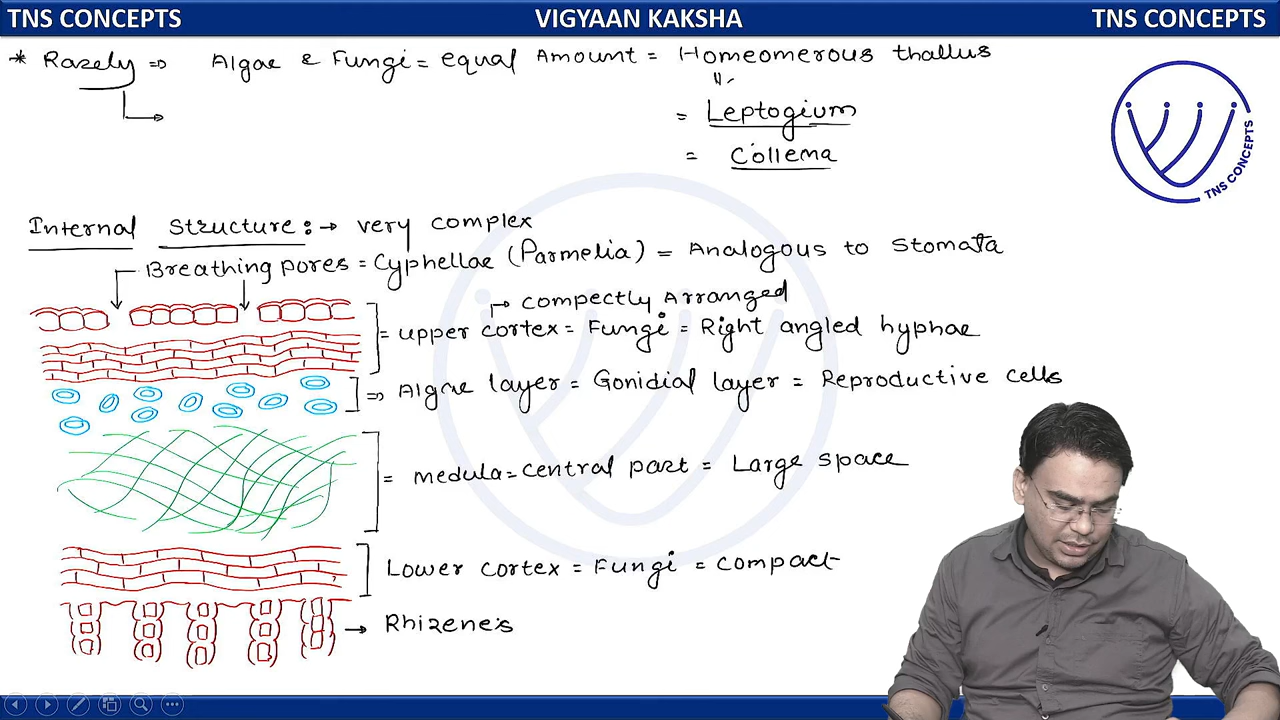 TNS CONCEPTS VIGYAAN KAKSHA TNS CONCEPTS
* Rarely ⇒ Algae & Fungi = equal Amount = Homeomerous thallus
= Leptogium
= Collema
TNS CONCEPTS
Internal Structure :→ very complex
Breathing pores = Cyphellae (Parmelia) = Analogous to Stomata
→ compectly Arranged
= upper cortex = Fungi = Right angled hyphae
⇒ Algae layer = Gonidial layer = Reproductive cells
= medula = central part = Large space
Lower cortex = Fungi = compact
→ Rhizenes